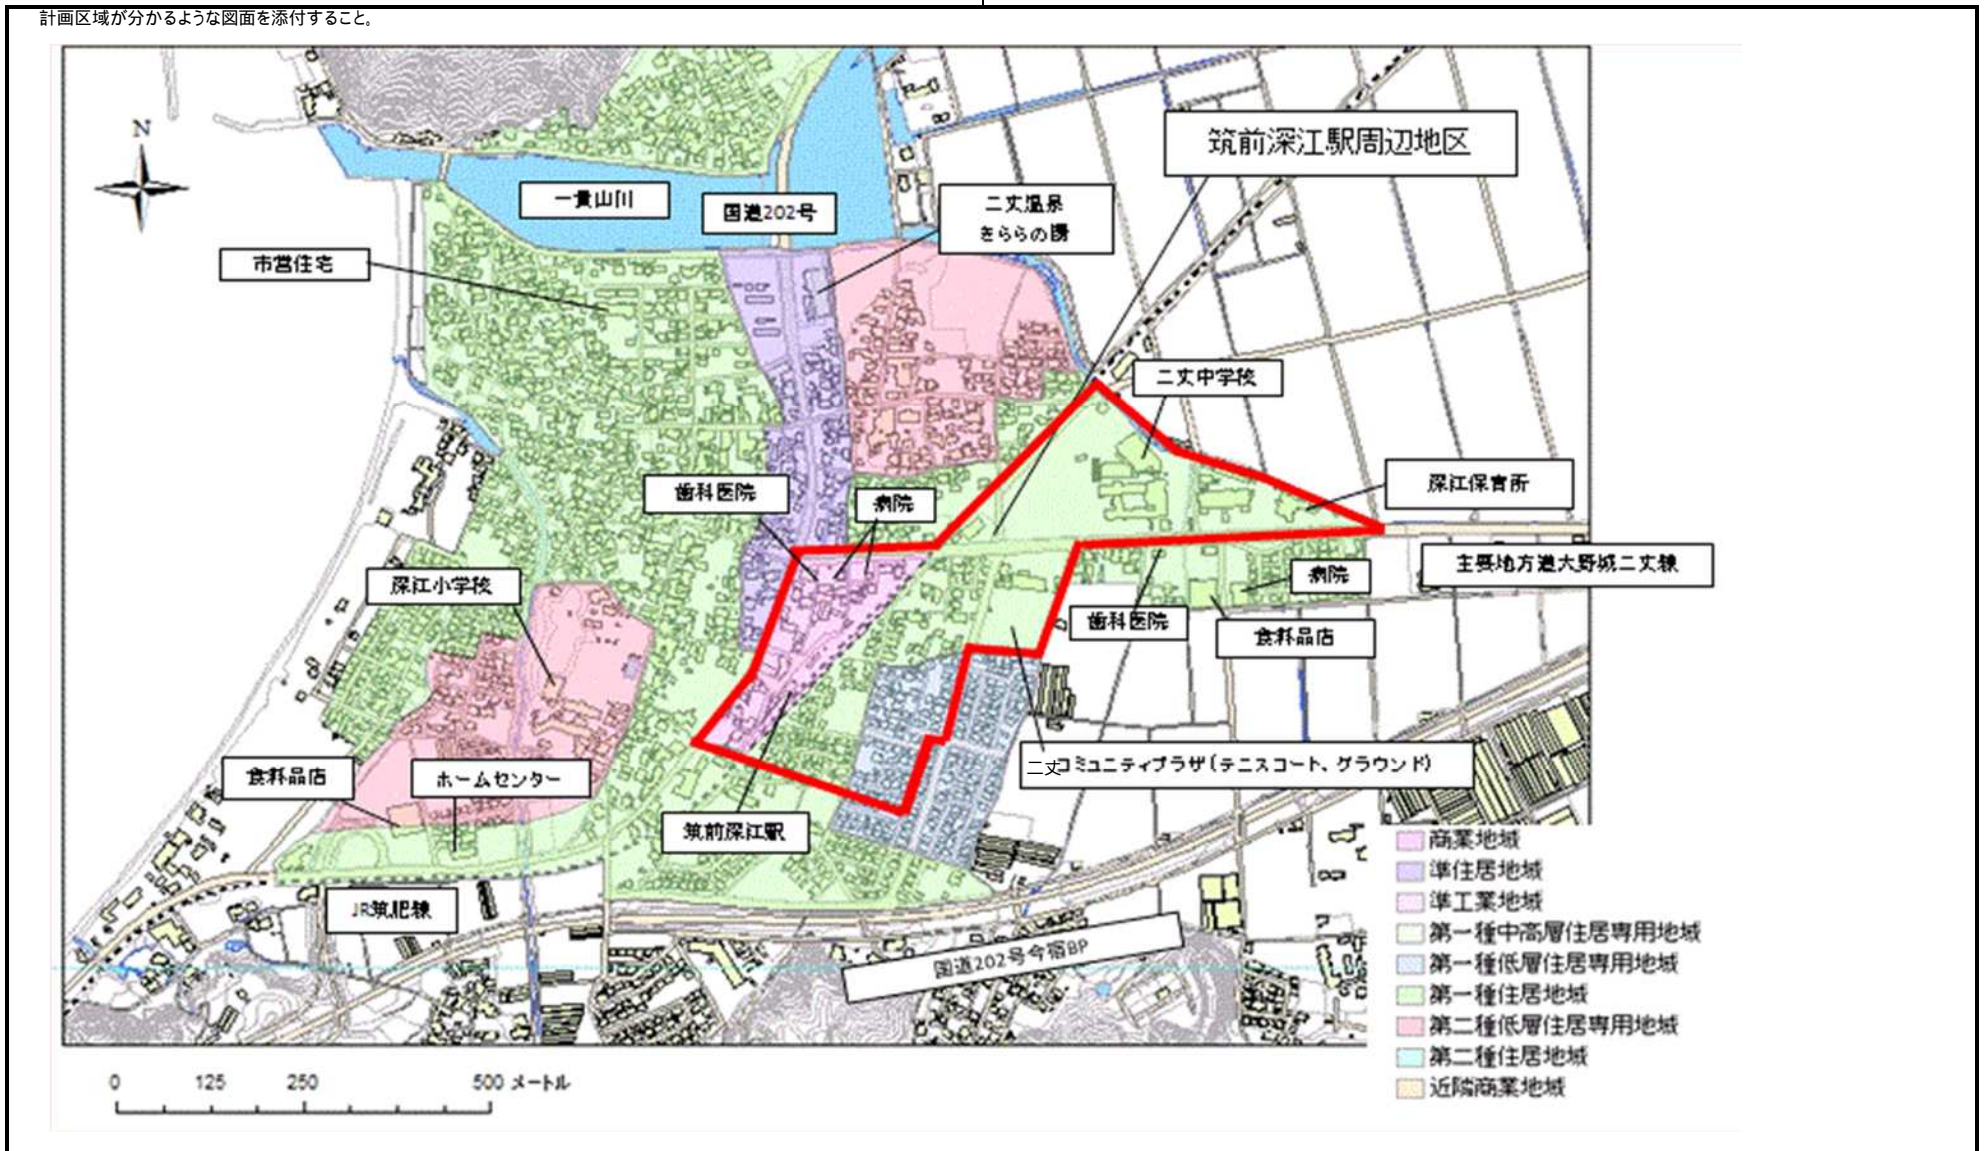 計画区域が分かるような図面を添付すること。
N
筑前深江駅周辺地区
一貴山川
国道202号
二丈温泉
きららの湯
市営住宅
二丈中学校
深江保育所
歯科医院
病院
主要地方道大野城二丈線
病院
深江小学校
歯科医院
食料品店
二丈コミュニティプラザ(テニスコート、グラウンド)
食料品店
ホームセンター
筑前深江駅
JR筑肥線
国道202号今宿BP
商業地域
準住居地域
準工業地域
第一種中高層住居専用地域
第一種低層住居専用地域
第一種住居地域
第二種低層住居専用地域
第二種住居地域
近隣商業地域
0 125 250 500 メートル